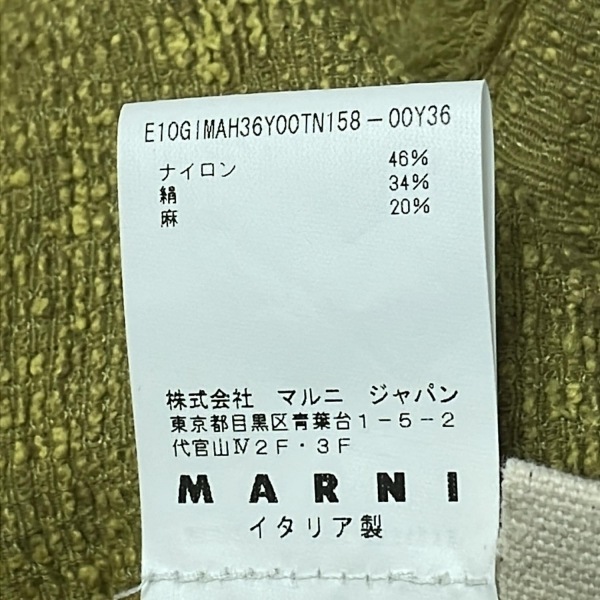 E10GIMAH36Y00TN158-00Y36
ナイロン 46%
絹 34%
麻 20%
株式会社 マルニ ジャパン
東京都目黒区青葉台1-5-2
代官山Ⅳ2F・3F
MARNI
イタリア製